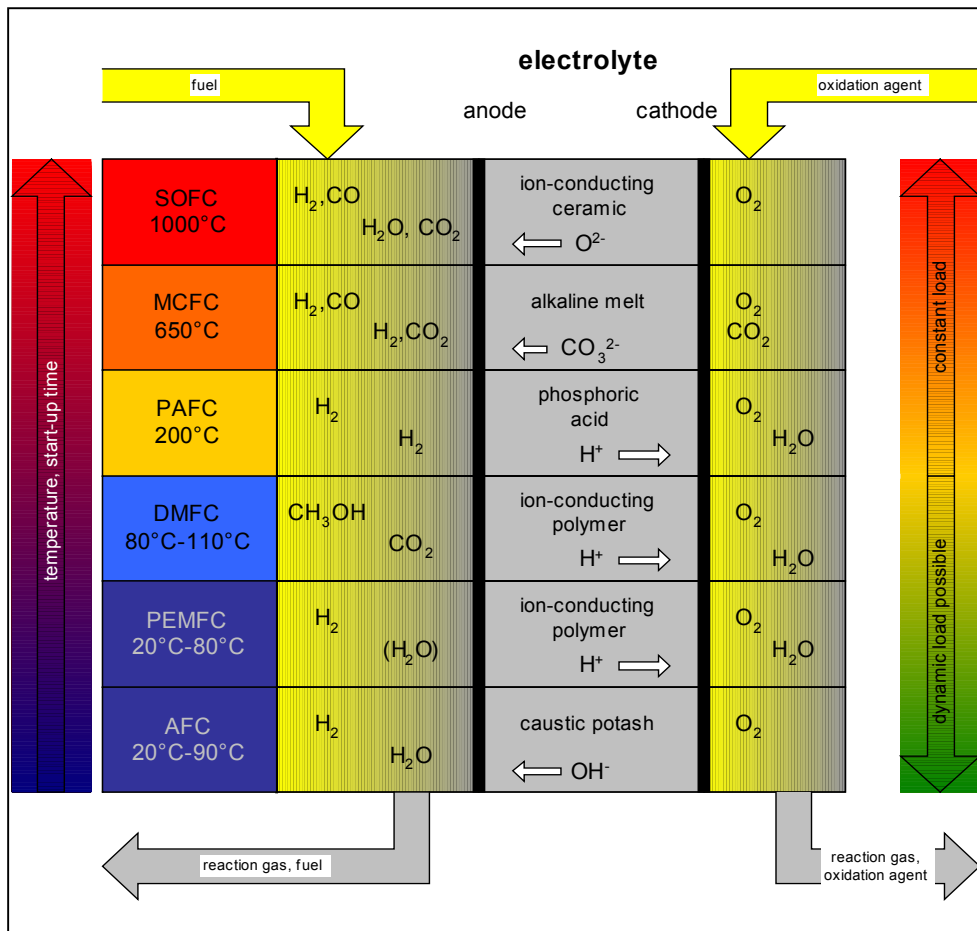 electrolyte
fuel
oxidation agent
anode
cathode
temperature, start-up time
SOFC
1000°C
H₂,CO
H₂O, CO₂
ion-conducting
ceramic
O²⁻
O₂
MCFC
650°C
H₂,CO
H₂,CO₂
alkaline melt
CO₃²⁻
O₂
CO₂
PAFC
200°C
H₂
H₂
phosphoric
acid
H⁺
O₂
H₂O
DMFC
80°C-110°C
CH₃OH
CO₂
ion-conducting
polymer
H⁺
O₂
H₂O
PEMFC
20°C-80°C
H₂
(H₂O)
ion-conducting
polymer
H⁺
O₂
H₂O
AFC
20°C-90°C
H₂
H₂O
caustic potash
OH⁻
O₂
constant load
dynamic load possible
reaction gas, fuel
reaction gas,
oxidation agent